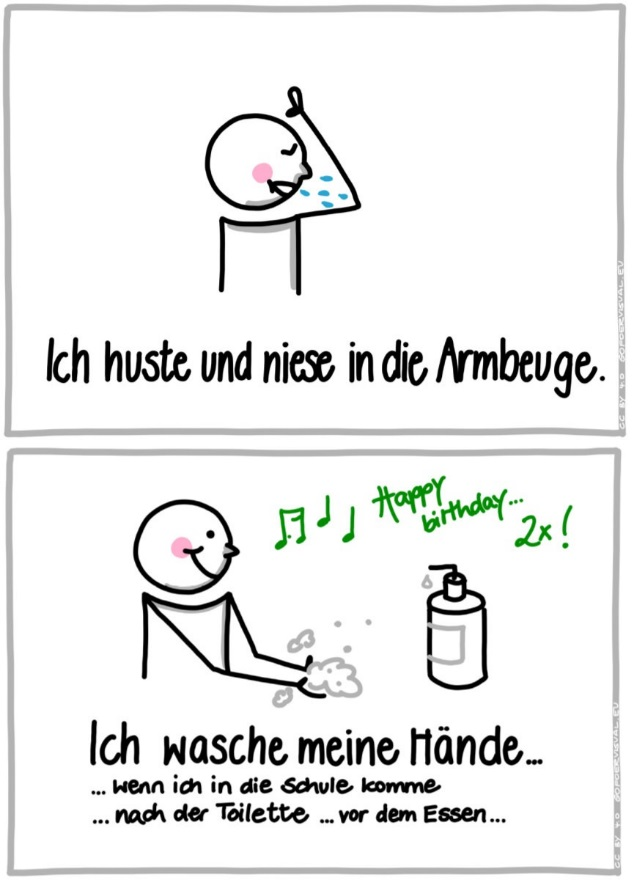 Ich huste und niese in die Armbeuge.
Happy
birthday...
2x!
Ich wasche meine Hände...
... wenn ich in die Schule komme
... nach der Toilette ... vor dem Essen...